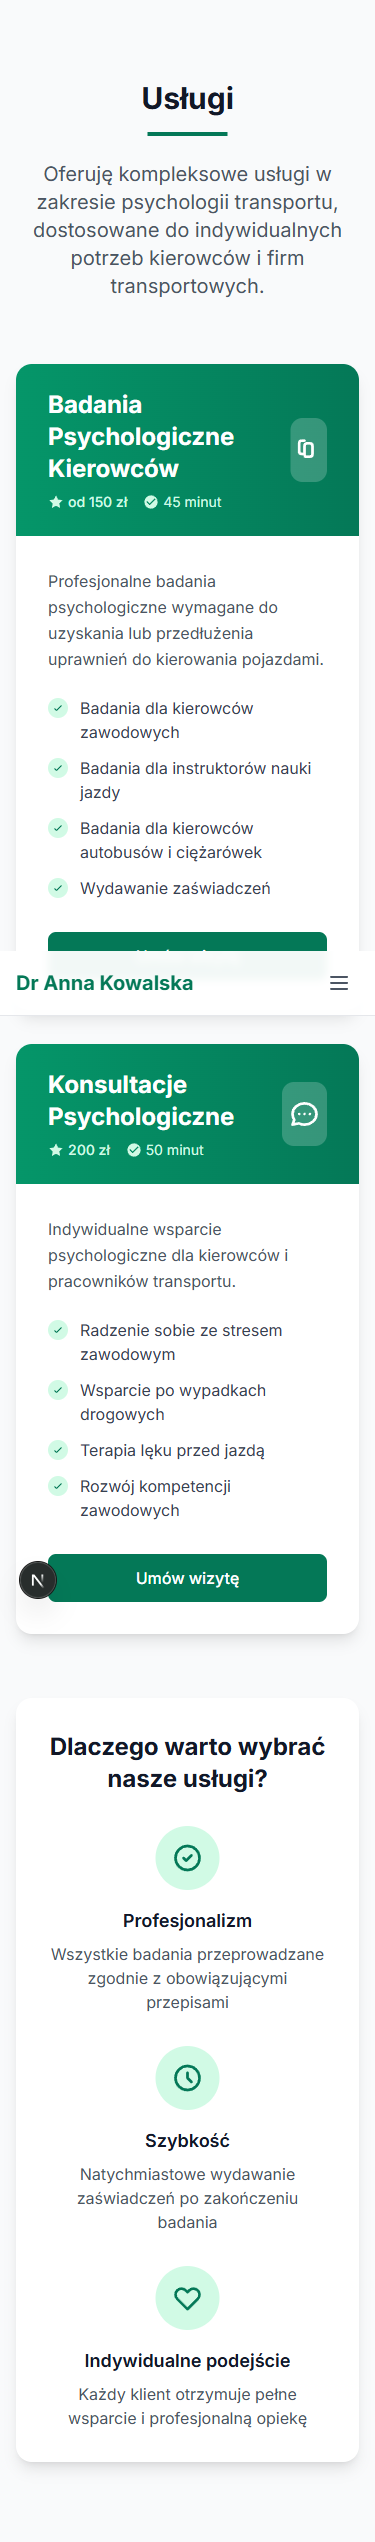 Usługi
Oferuję kompleksowe usługi w
zakresie psychologii transportu,
dostosowane do indywidualnych
potrzeb kierowców i firm
transportowych.
Badania
Psychologiczne
Kierowców
od 150 zł 45 minut
Profesjonalne badania
psychologiczne wymagane do
uzyskania lub przedłużenia
uprawnień do kierowania pojazdami.
Badania dla kierowców
zawodowych
Badania dla instruktorów nauki
jazdy
Badania dla kierowców
autobusów i ciężarówek
Wydawanie zaświadczeń
Dr Anna Kowalska
Konsultacje
Psychologiczne
200 zł 50 minut
Indywidualne wsparcie
psychologiczne dla kierowców i
pracowników transportu.
Radzenie sobie ze stresem
zawodowym
Wsparcie po wypadkach
drogowych
Terapia lęku przed jazdą
Rozwój kompetencji
zawodowych
N
Umów wizytę
Dlaczego warto wybrać
nasze usługi?
Profesjonalizm
Wszystkie badania przeprowadzane
zgodnie z obowiązującymi
przepisami
Szybkość
Natychmiastowe wydawanie
zaświadczeń po zakończeniu
badania
Indywidualne podejście
Każdy klient otrzymuje pełne
wsparcie i profesjonalną opiekę